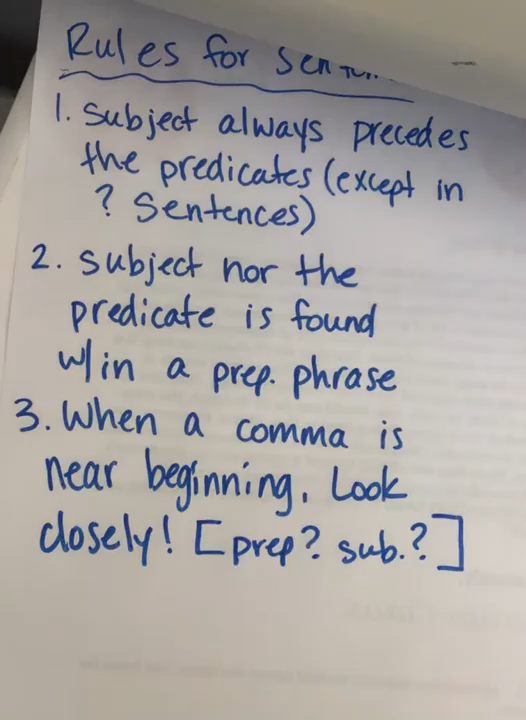 Rules for
1. Subject always precedes
the predicates (except in
? Sentences)
2. Subject nor the
predicate is found
w/in a prep. phrase
3. When a comma is
near beginning, Look
closely! [prep? sub.?]